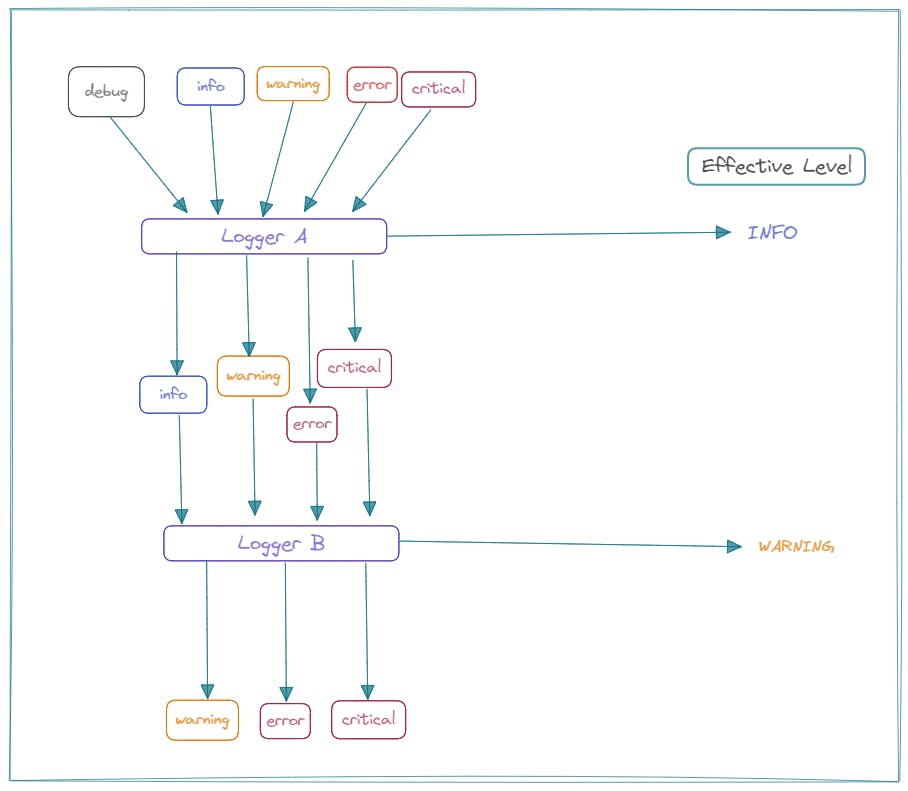 debug
info
warning
error
critical
Effective Level
Logger A
INFO
critical
warning
info
error
Logger B
WARNING
warning
error
critical